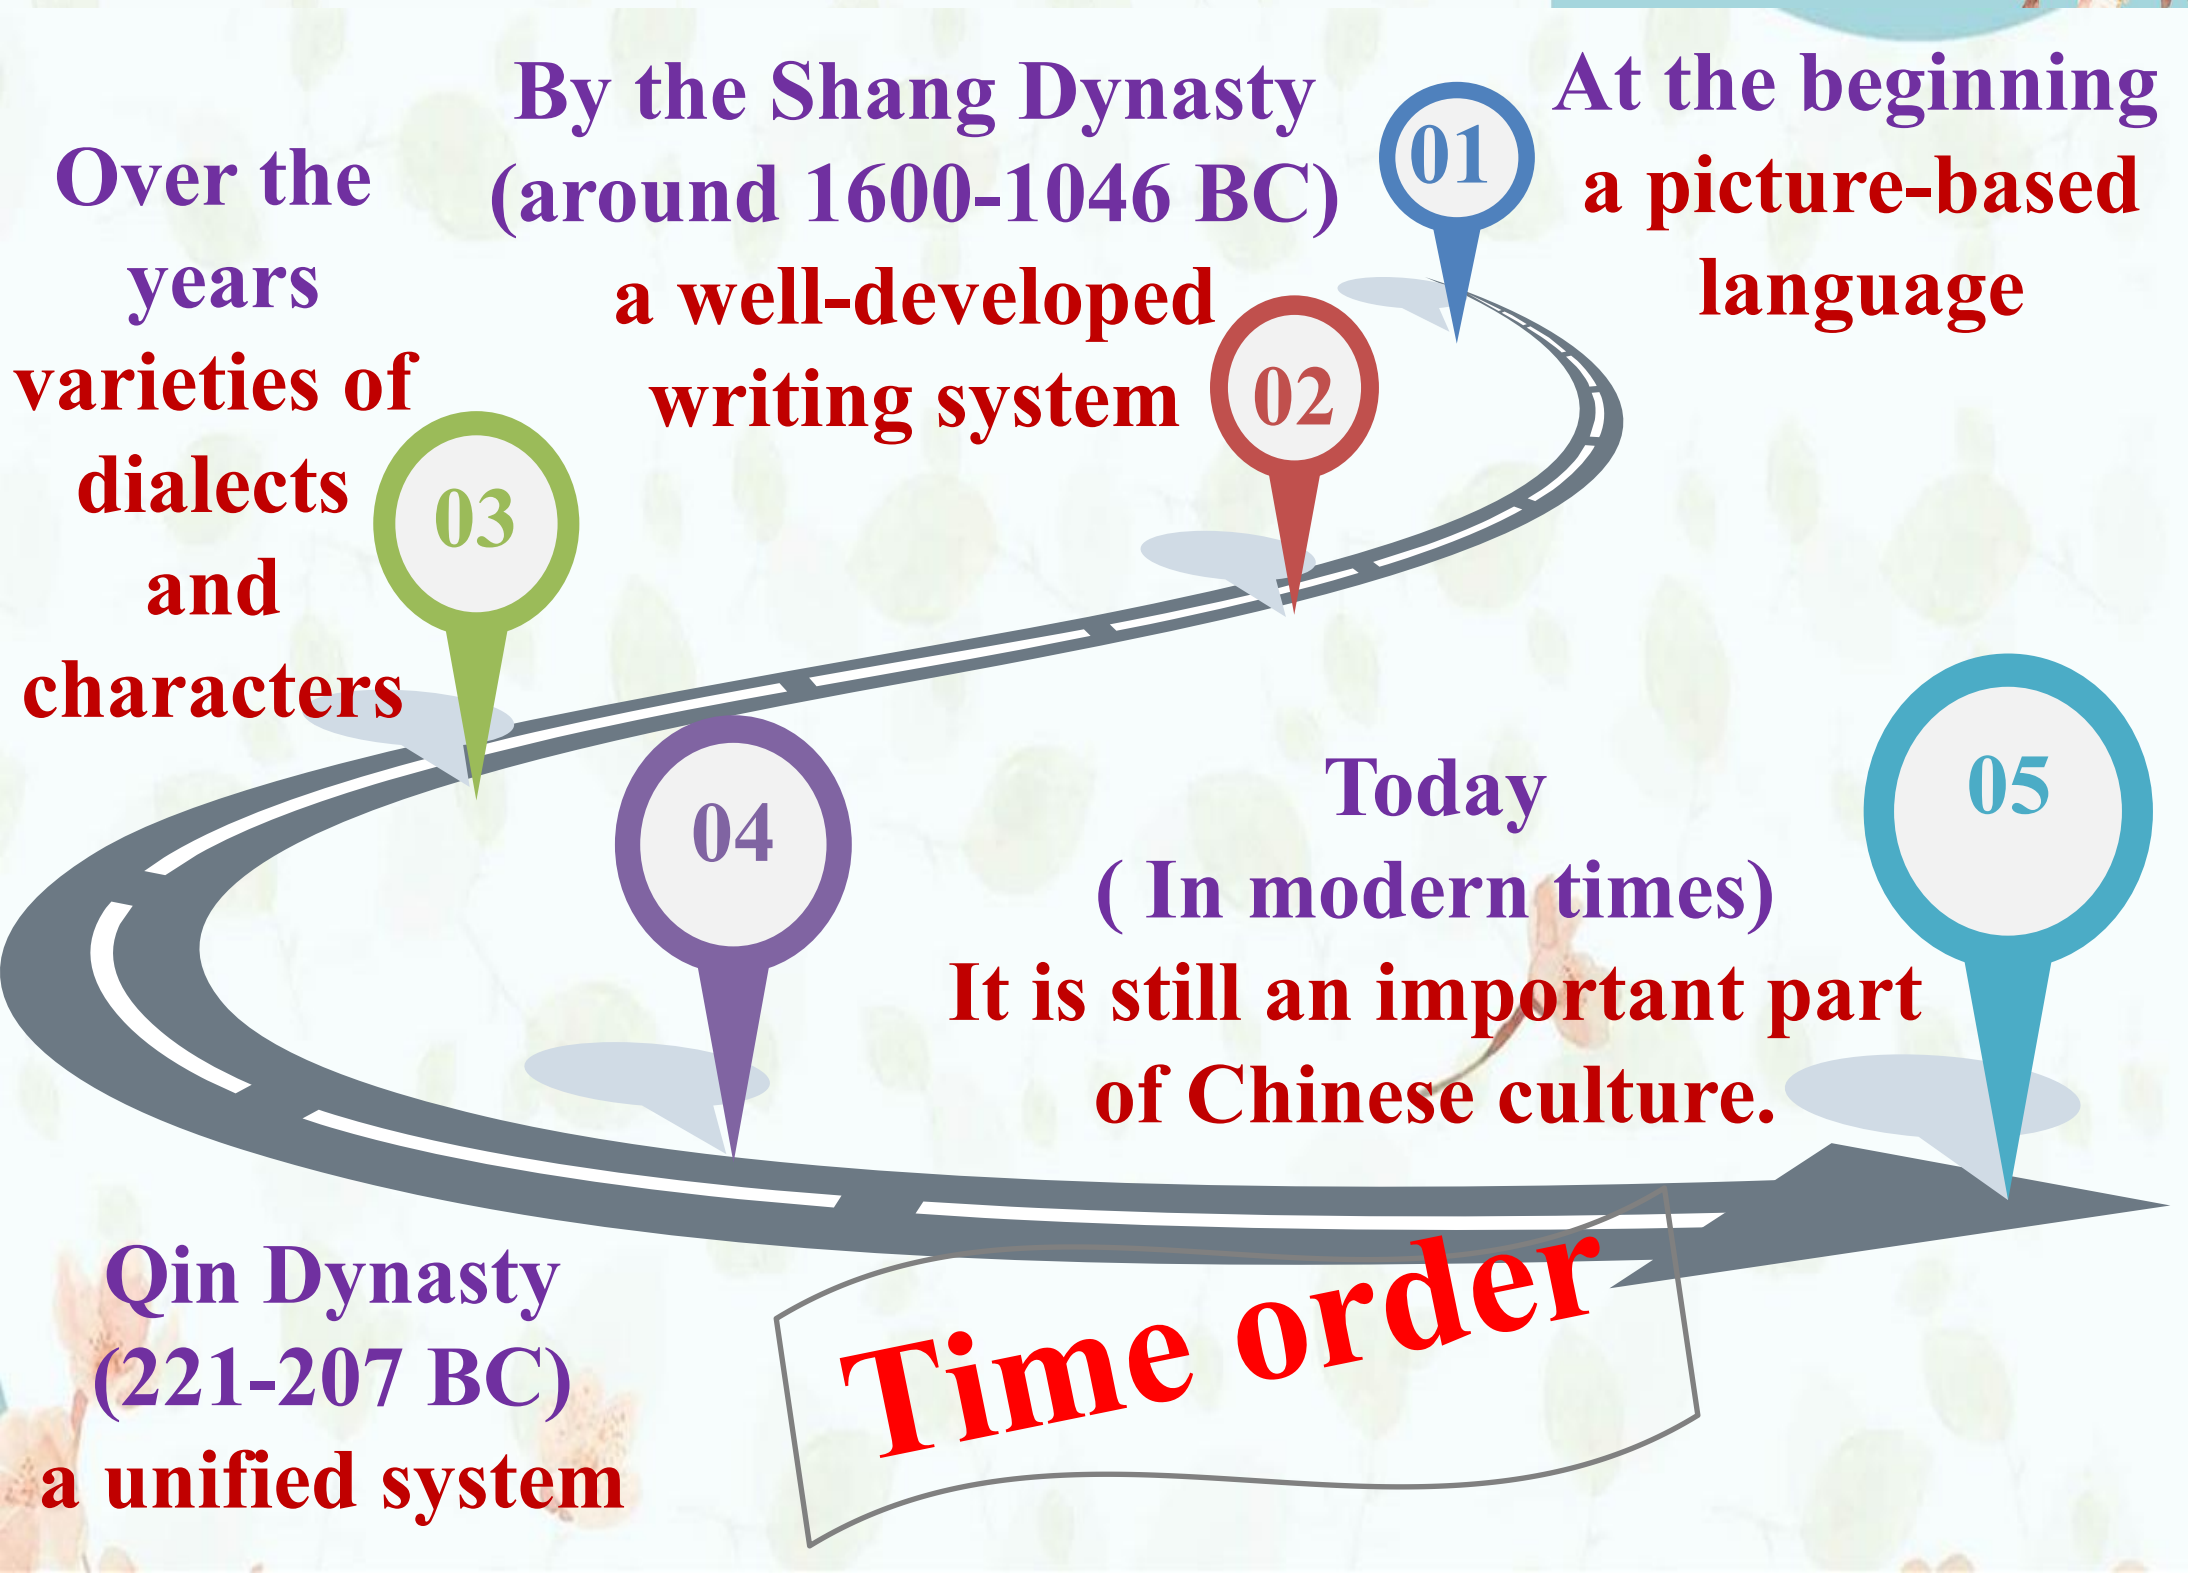 01
At the beginning
a picture-based
language
By the Shang Dynasty
(around 1600-1046 BC)
a well-developed
writing system
02
Over the
years
varieties of
dialects
and
characters
03
04
Qin Dynasty
(221-207 BC)
a unified system
Today
( In modern times)
It is still an important part
of Chinese culture.
05
Time order